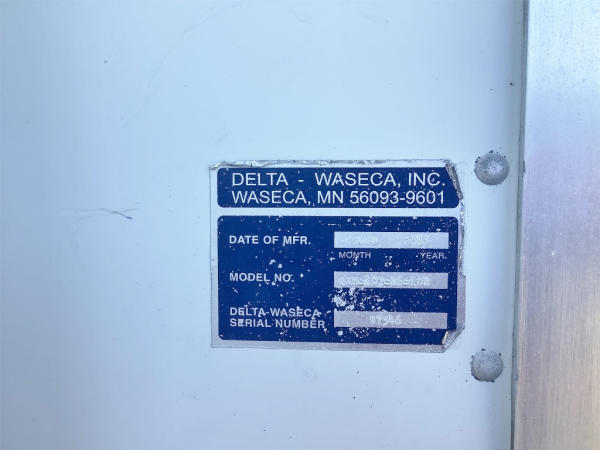 DELTA - WASECA, INC.
WASECA, MN 56093-9601
DATE OF MFR.
MONTH YEAR
MODEL NO.
DELTA WASECA
SERIAL NUMBER